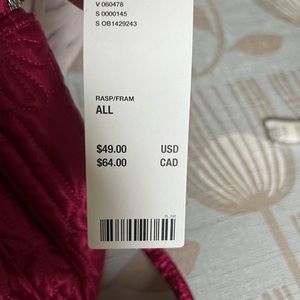 V 060478
S 0000145
S OB1429243
RASP/FRAM
ALL
$49.00 USD
$64.00 CAD